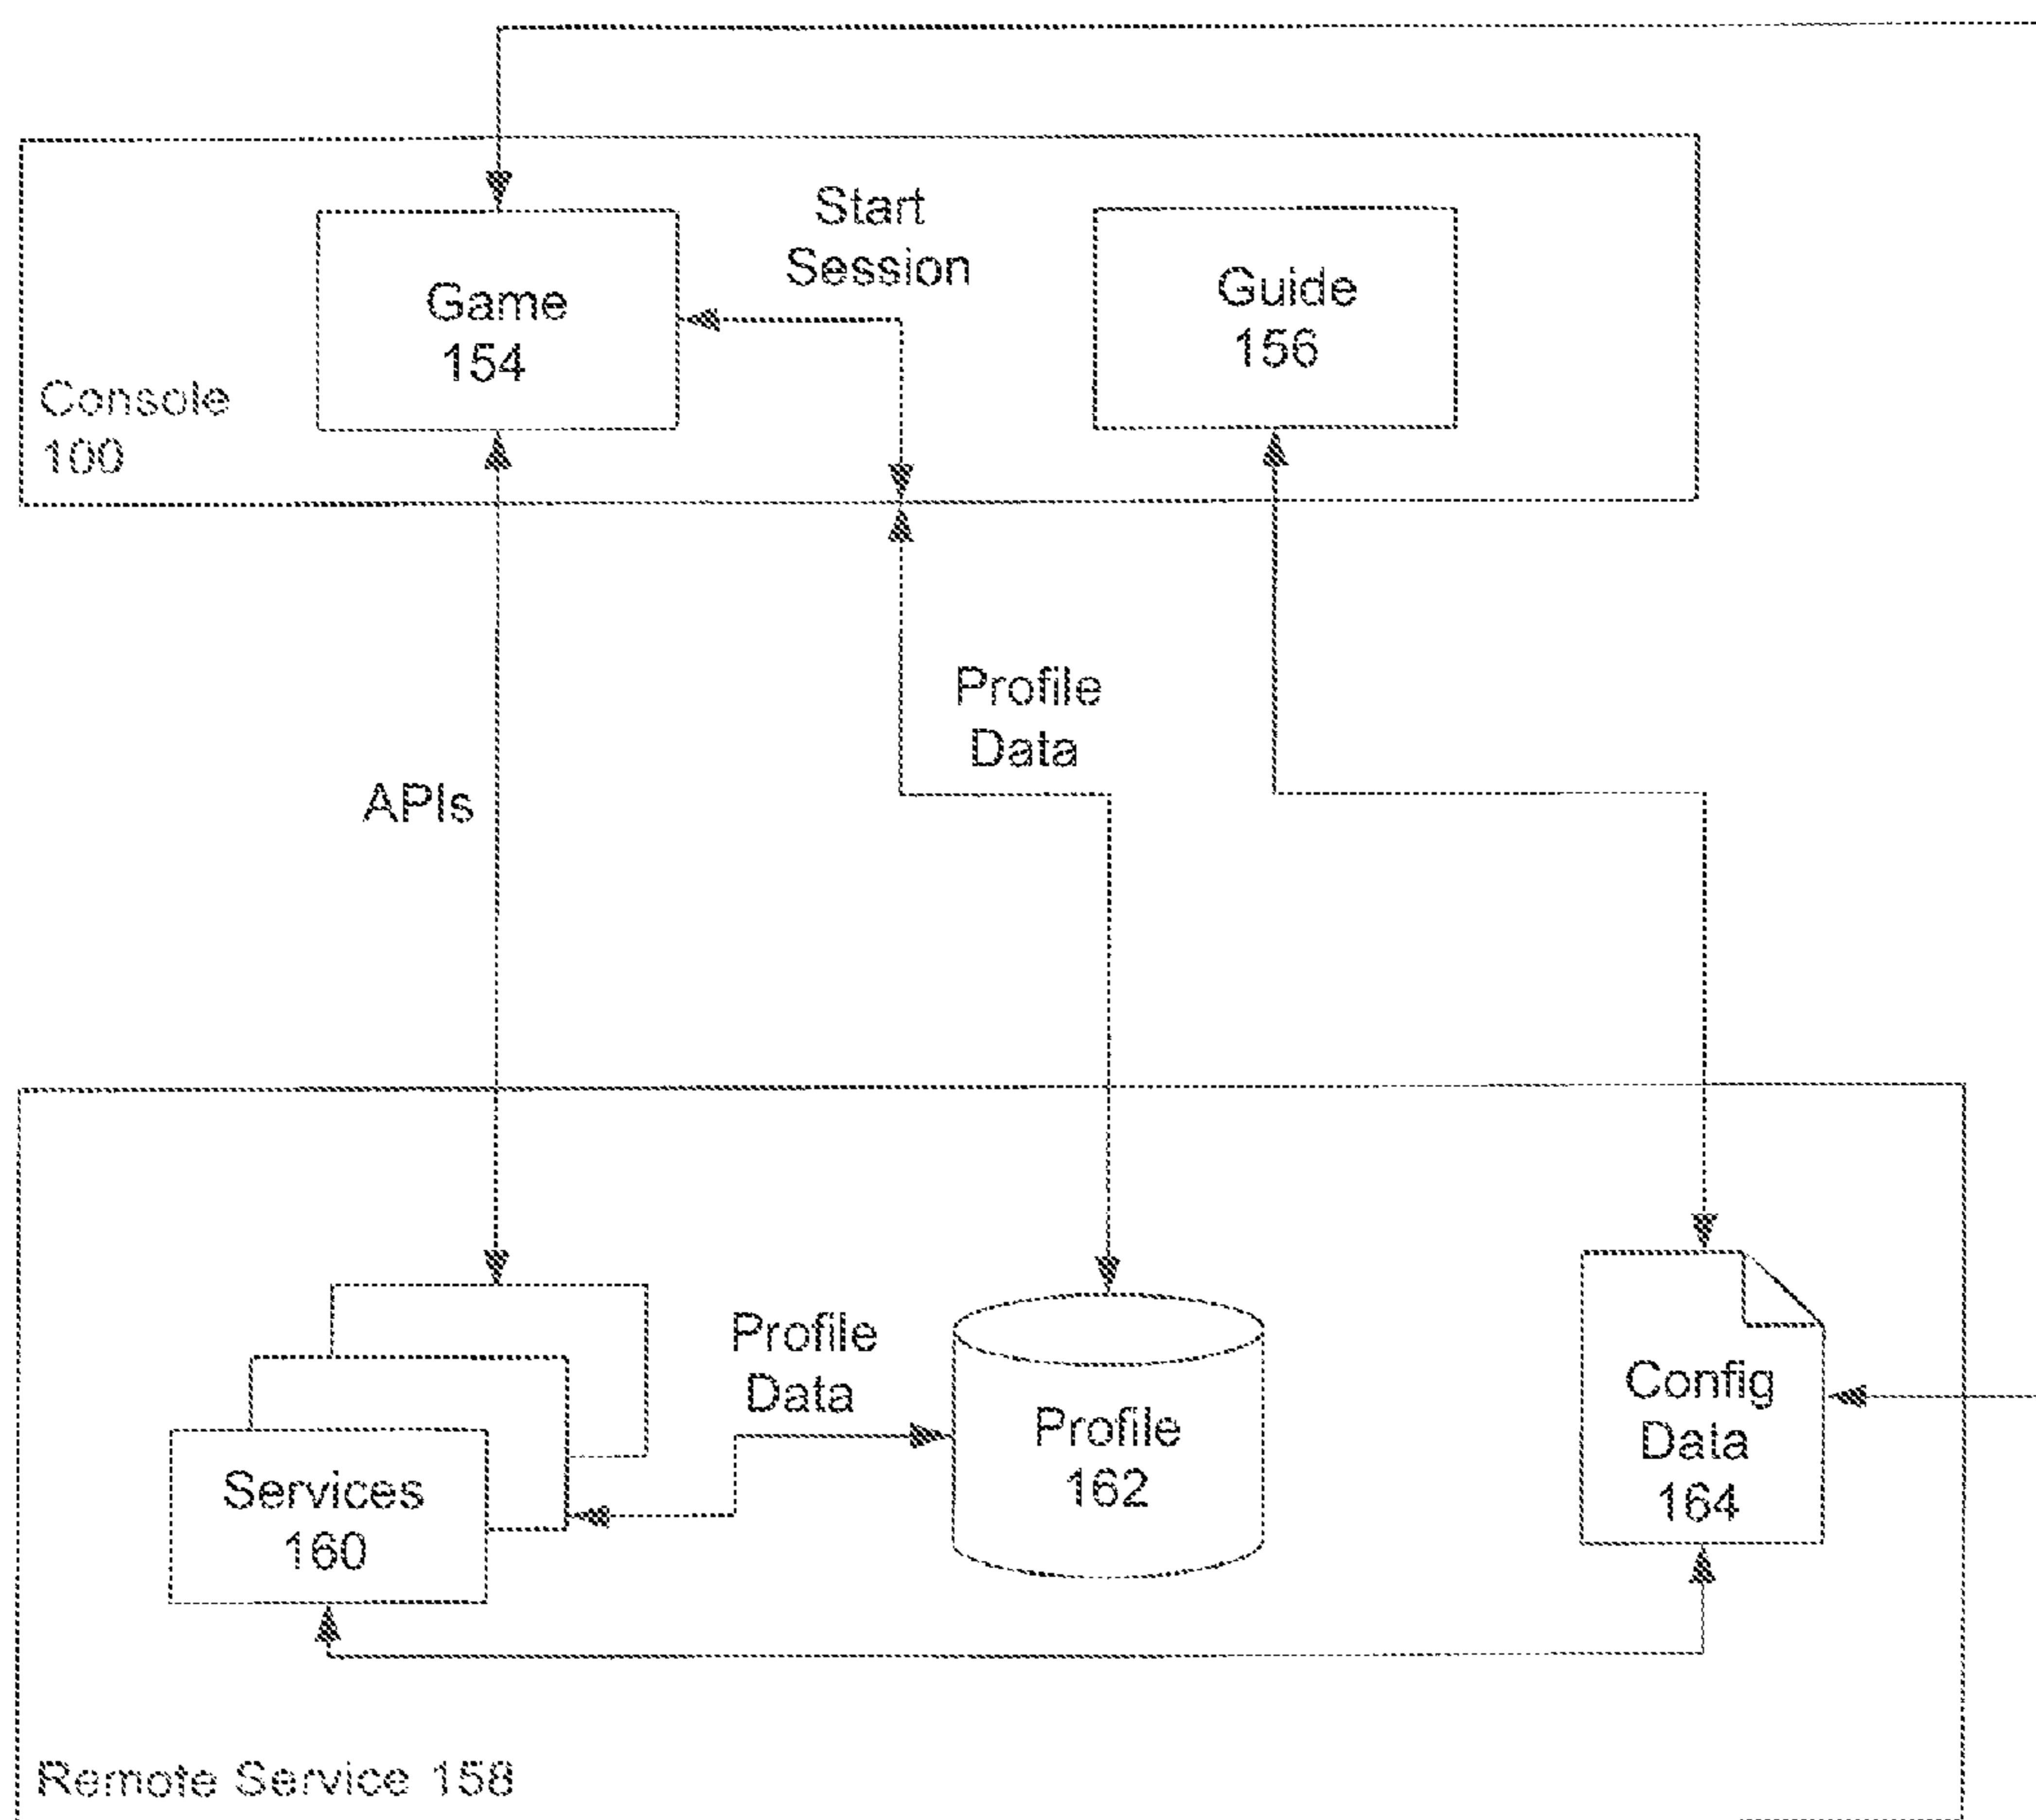 Start
Session
Game
154
Guide
156
Console
100
Profile
Data
APIs
Profile
Data
Services
160
Profile
162
Config
Data
164
Remote Service 158